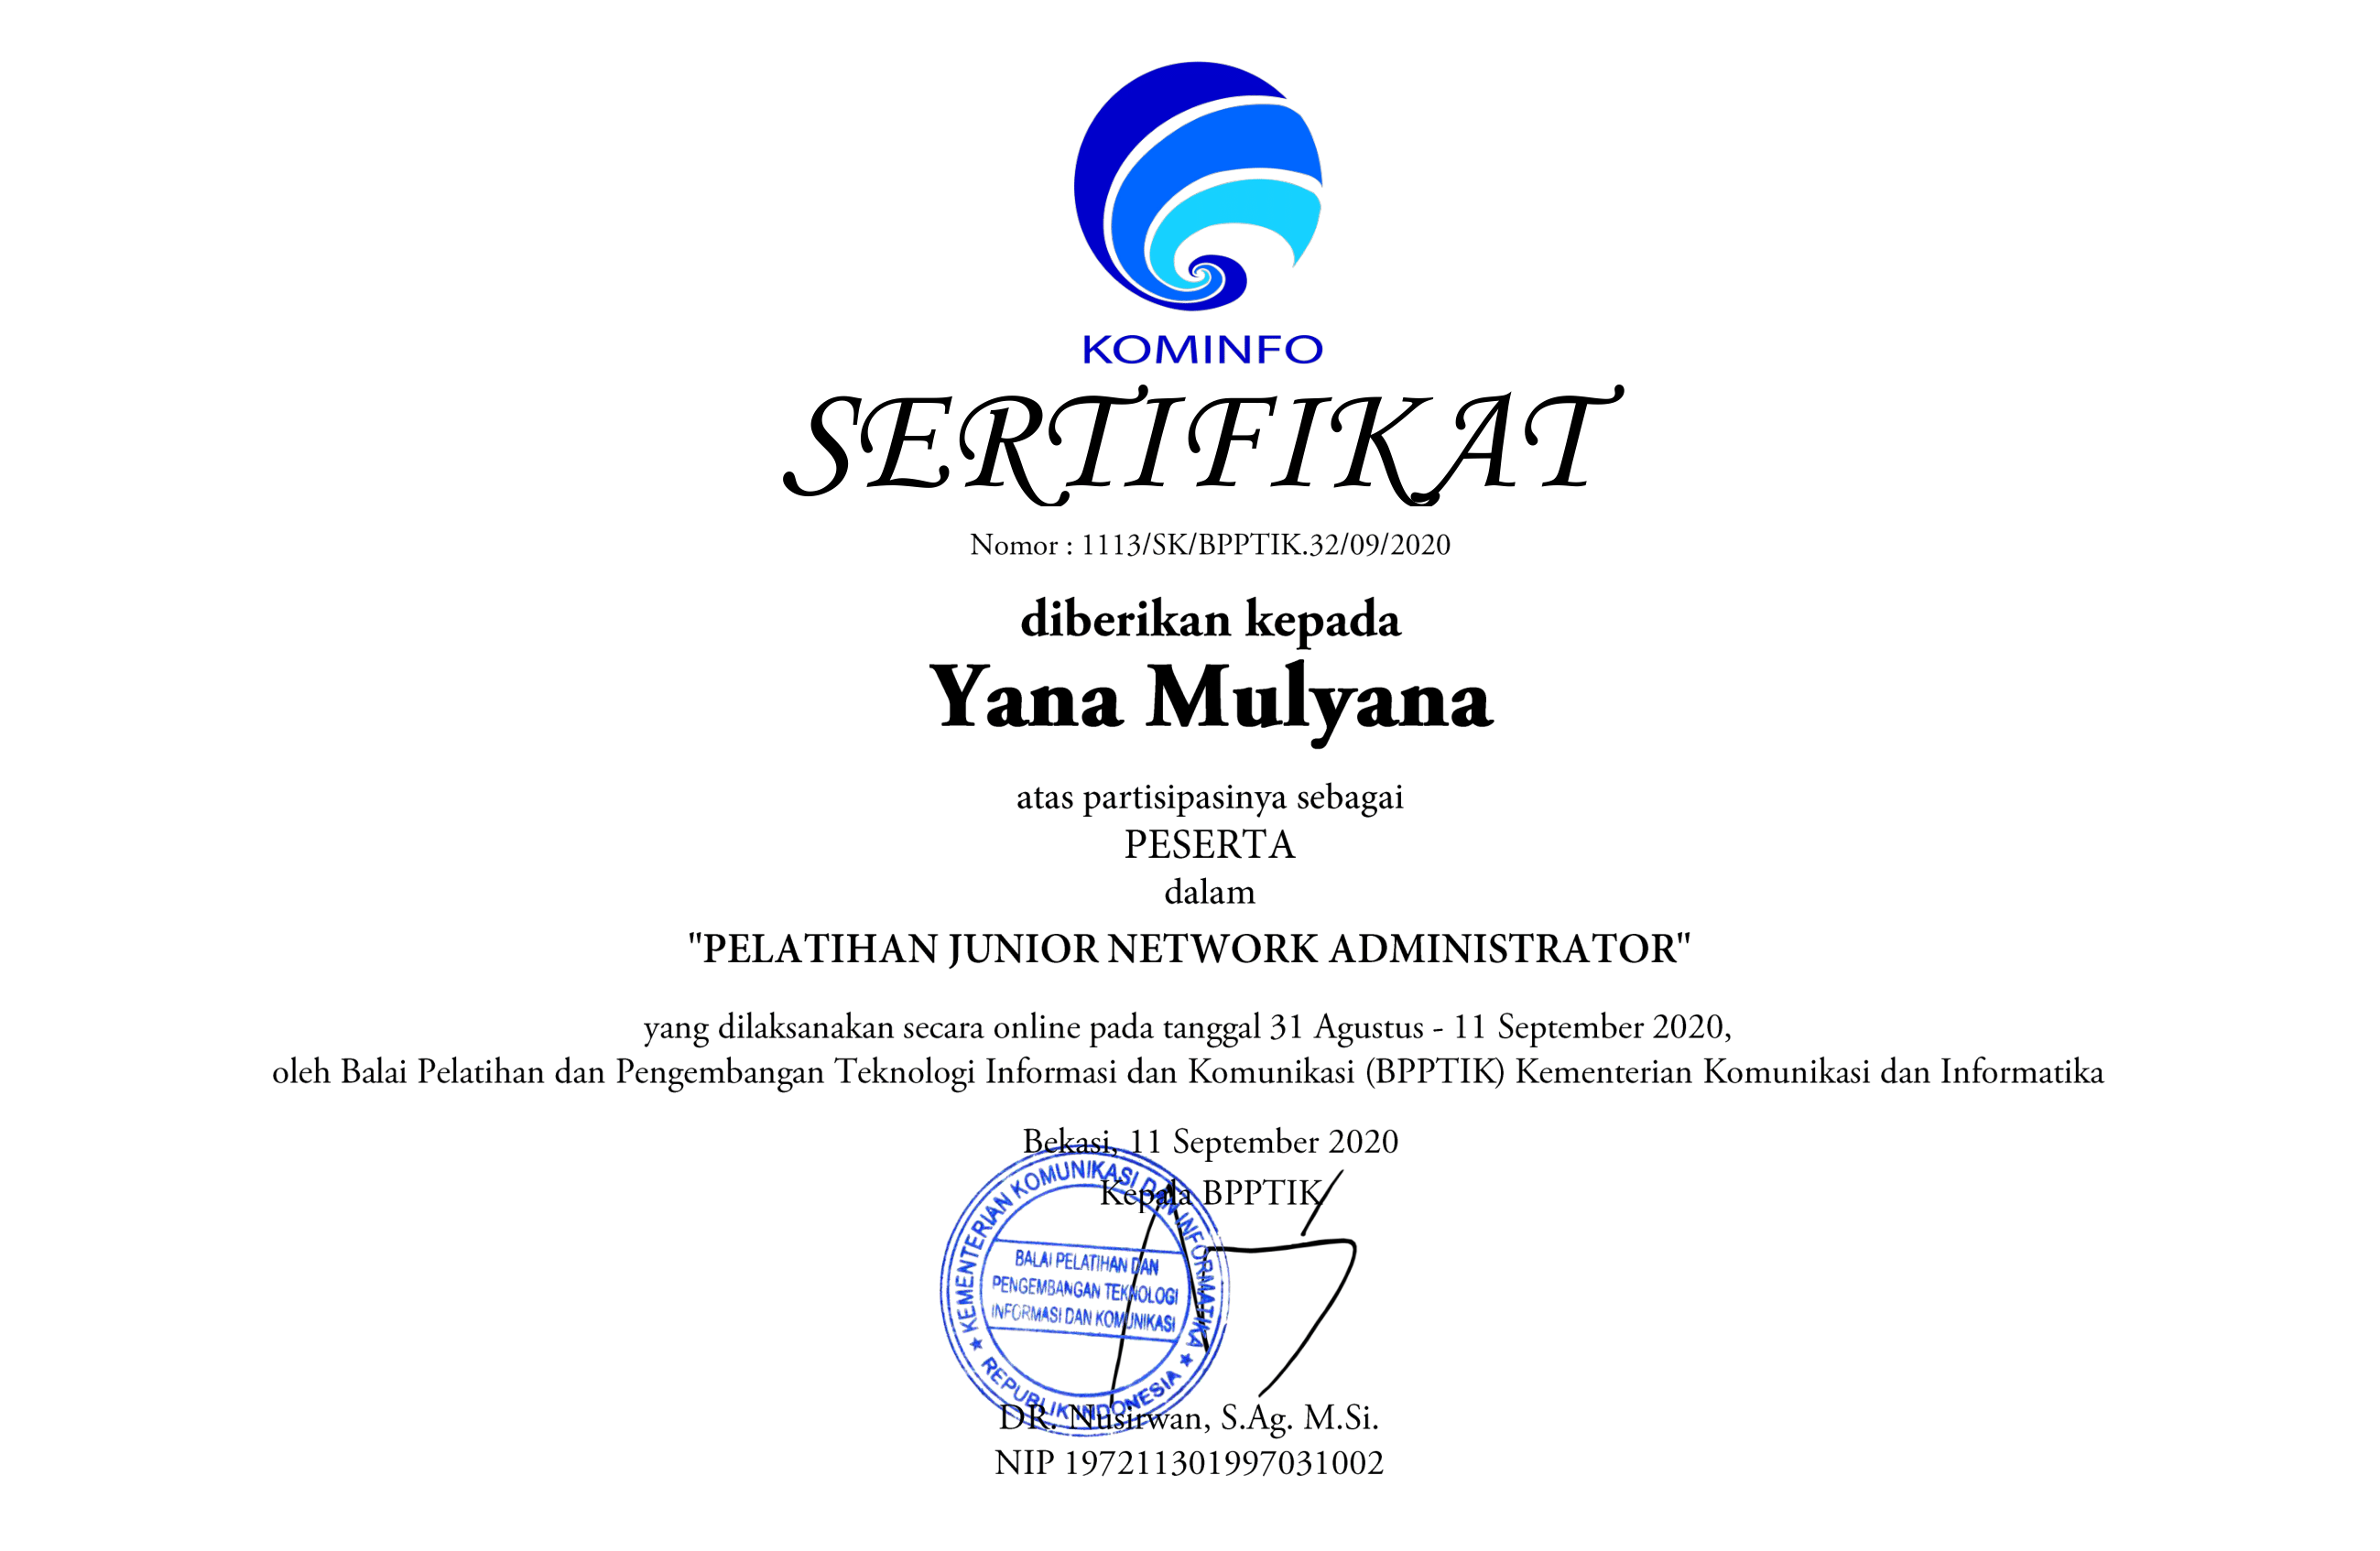 KOMINFO
SERTIFIKAT
Nomor : 1113/SK/BPPTIK.32/09/2020
diberikan kepada
Yana Mulyana
atas partisipasinya sebagai
PESERTA
dalam
"PELATIHAN JUNIOR NETWORK ADMINISTRATOR"
yang dilaksanakan secara online pada tanggal 31 Agustus - 11 September 2020,
oleh Balai Pelatihan dan Pengembangan Teknologi Informasi dan Komunikasi (BPPTIK) Kementerian Komunikasi dan Informatika
Bekasi, 11 September 2020
Kepala BPPTIK
KEMENTERIAN KOMUNIKASI DAN INFORMATIKA
BALAI PELATIHAN DAN
PENGEMBANGAN TEKNOLOGI
INFORMASI DAN KOMUNIKASI
★ REPUBLIK INDONESIA ★
DR. Nusirwan, S.Ag. M.Si.
NIP 197211301997031002